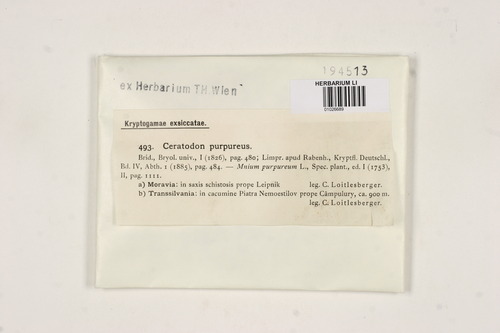 194513
ex Herbarium TH Wien
HERBARIUM LI
01028689
Kryptogamae exsiccatae.
493. Ceratodon purpureus.
Brid., Bryol. univ., I (1826), pag. 480; Limpr. apud Rabenh., Kryptfl. Deutschl.,
Bd. IV, Abth. 1 (1885), pag. 484. — Mnium purpureum L., Spec. plant., ed. I (1753),
II, pag. 1111.
a) Moravia: in saxis schistosis prope Leipnik leg. C. Loitlesberger.
b) Transsilvania: in cacumine Piatra Nemoestilov prope Câmpulury, ca. 900 m.
leg. C. Loitlesberger.